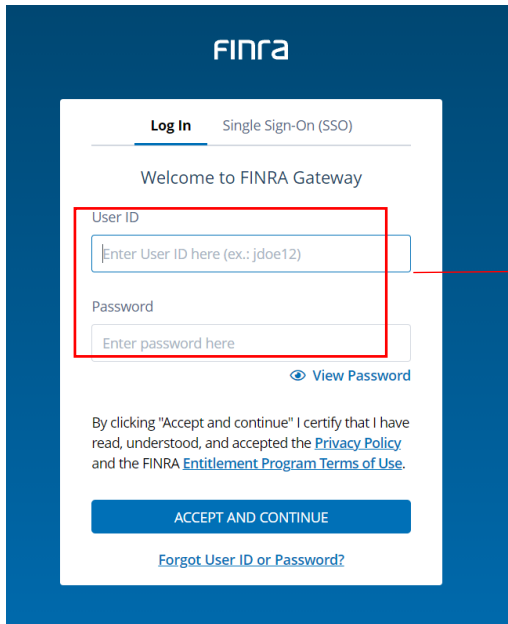 FINRA
Log In Single Sign-On (SSO)
Welcome to FINRA Gateway
User ID
Enter User ID here (ex.: jdoe12)
Password
Enter password here
View Password
By clicking "Accept and continue" I certify that I have
read, understood, and accepted the Privacy Policy
and the FINRA Entitlement Program Terms of Use.
ACCEPT AND CONTINUE
Forgot User ID or Password?